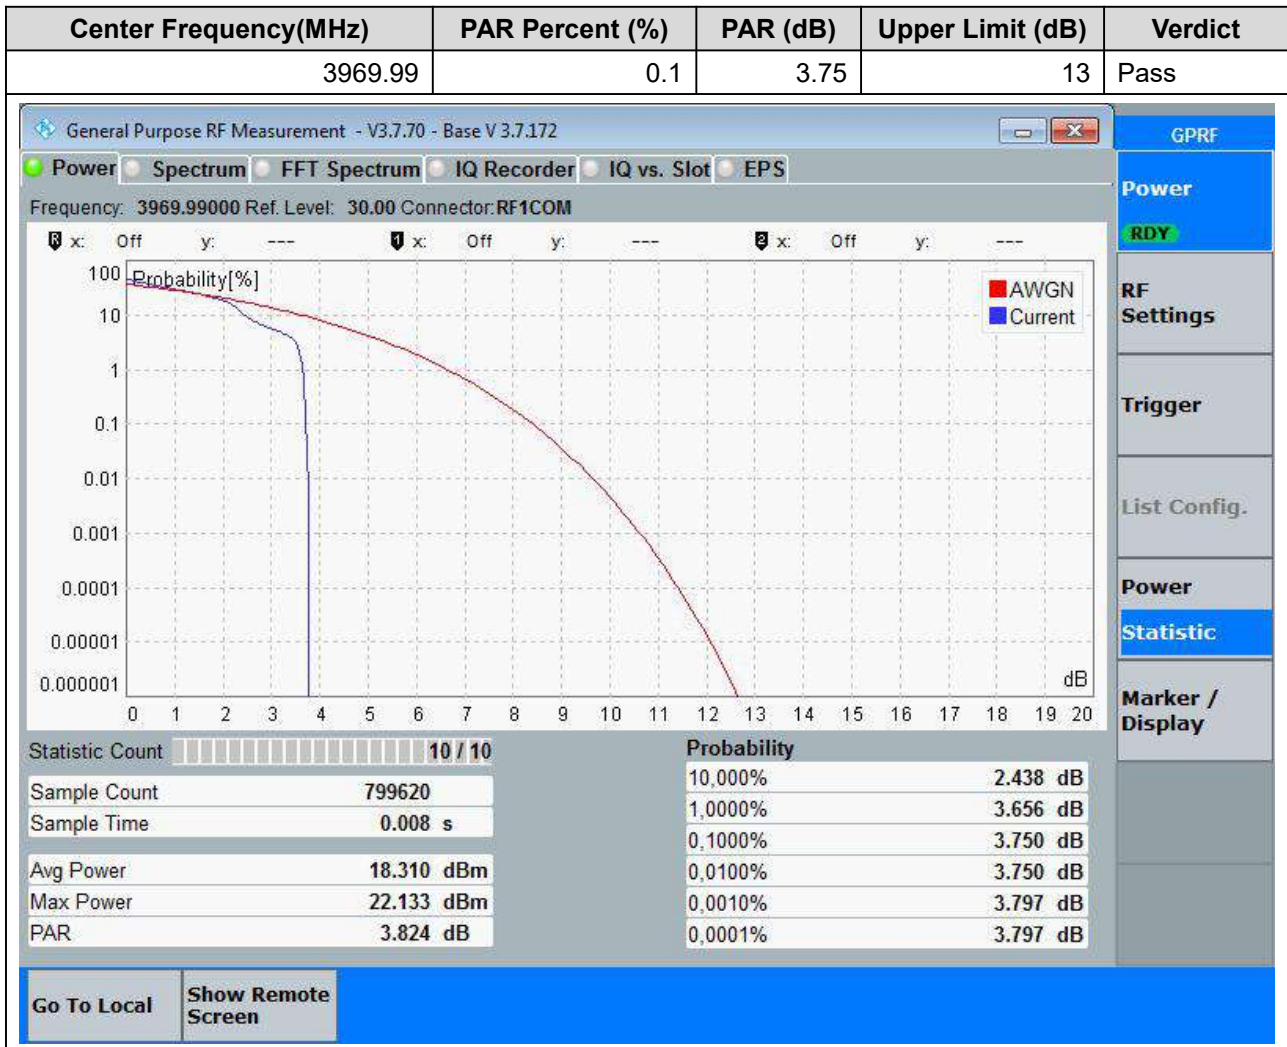 Center Frequency(MHz) PAR Percent (%) PAR (dB) Upper Limit (dB) Verdict
3969.99 0.1 3.75 13 Pass
General Purpose RF Measurement - V3.7.70 - Base V 3.7.172
GPRF
Power Spectrum FFT Spectrum IQ Recorder IQ vs. Slot EPS
Frequency: 3969.99000 Ref. Level: 30.00 Connector: RF1COM
R x: Off y: --- 1 x: Off y: --- 2 x: Off y: ---
Probability[%]
AWGN
Current
100
10
1
0.1
0.01
0.001
0.0001
0.00001
0.000001
dB
0 1 2 3 4 5 6 7 8 9 10 11 12 13 14 15 16 17 18 19 20
Statistic Count 10 / 10
Sample Count 799620
Sample Time 0.008 s
Avg Power 18.310 dBm
Max Power 22.133 dBm
PAR 3.824 dB
Probability
10,000% 2.438 dB
1,0000% 3.656 dB
0,1000% 3.750 dB
0,0100% 3.750 dB
0,0010% 3.797 dB
0,0001% 3.797 dB
Power
RDY
RF
Settings
Trigger
List Config.
Power
Statistic
Marker /
Display
Go To Local
Show Remote
Screen